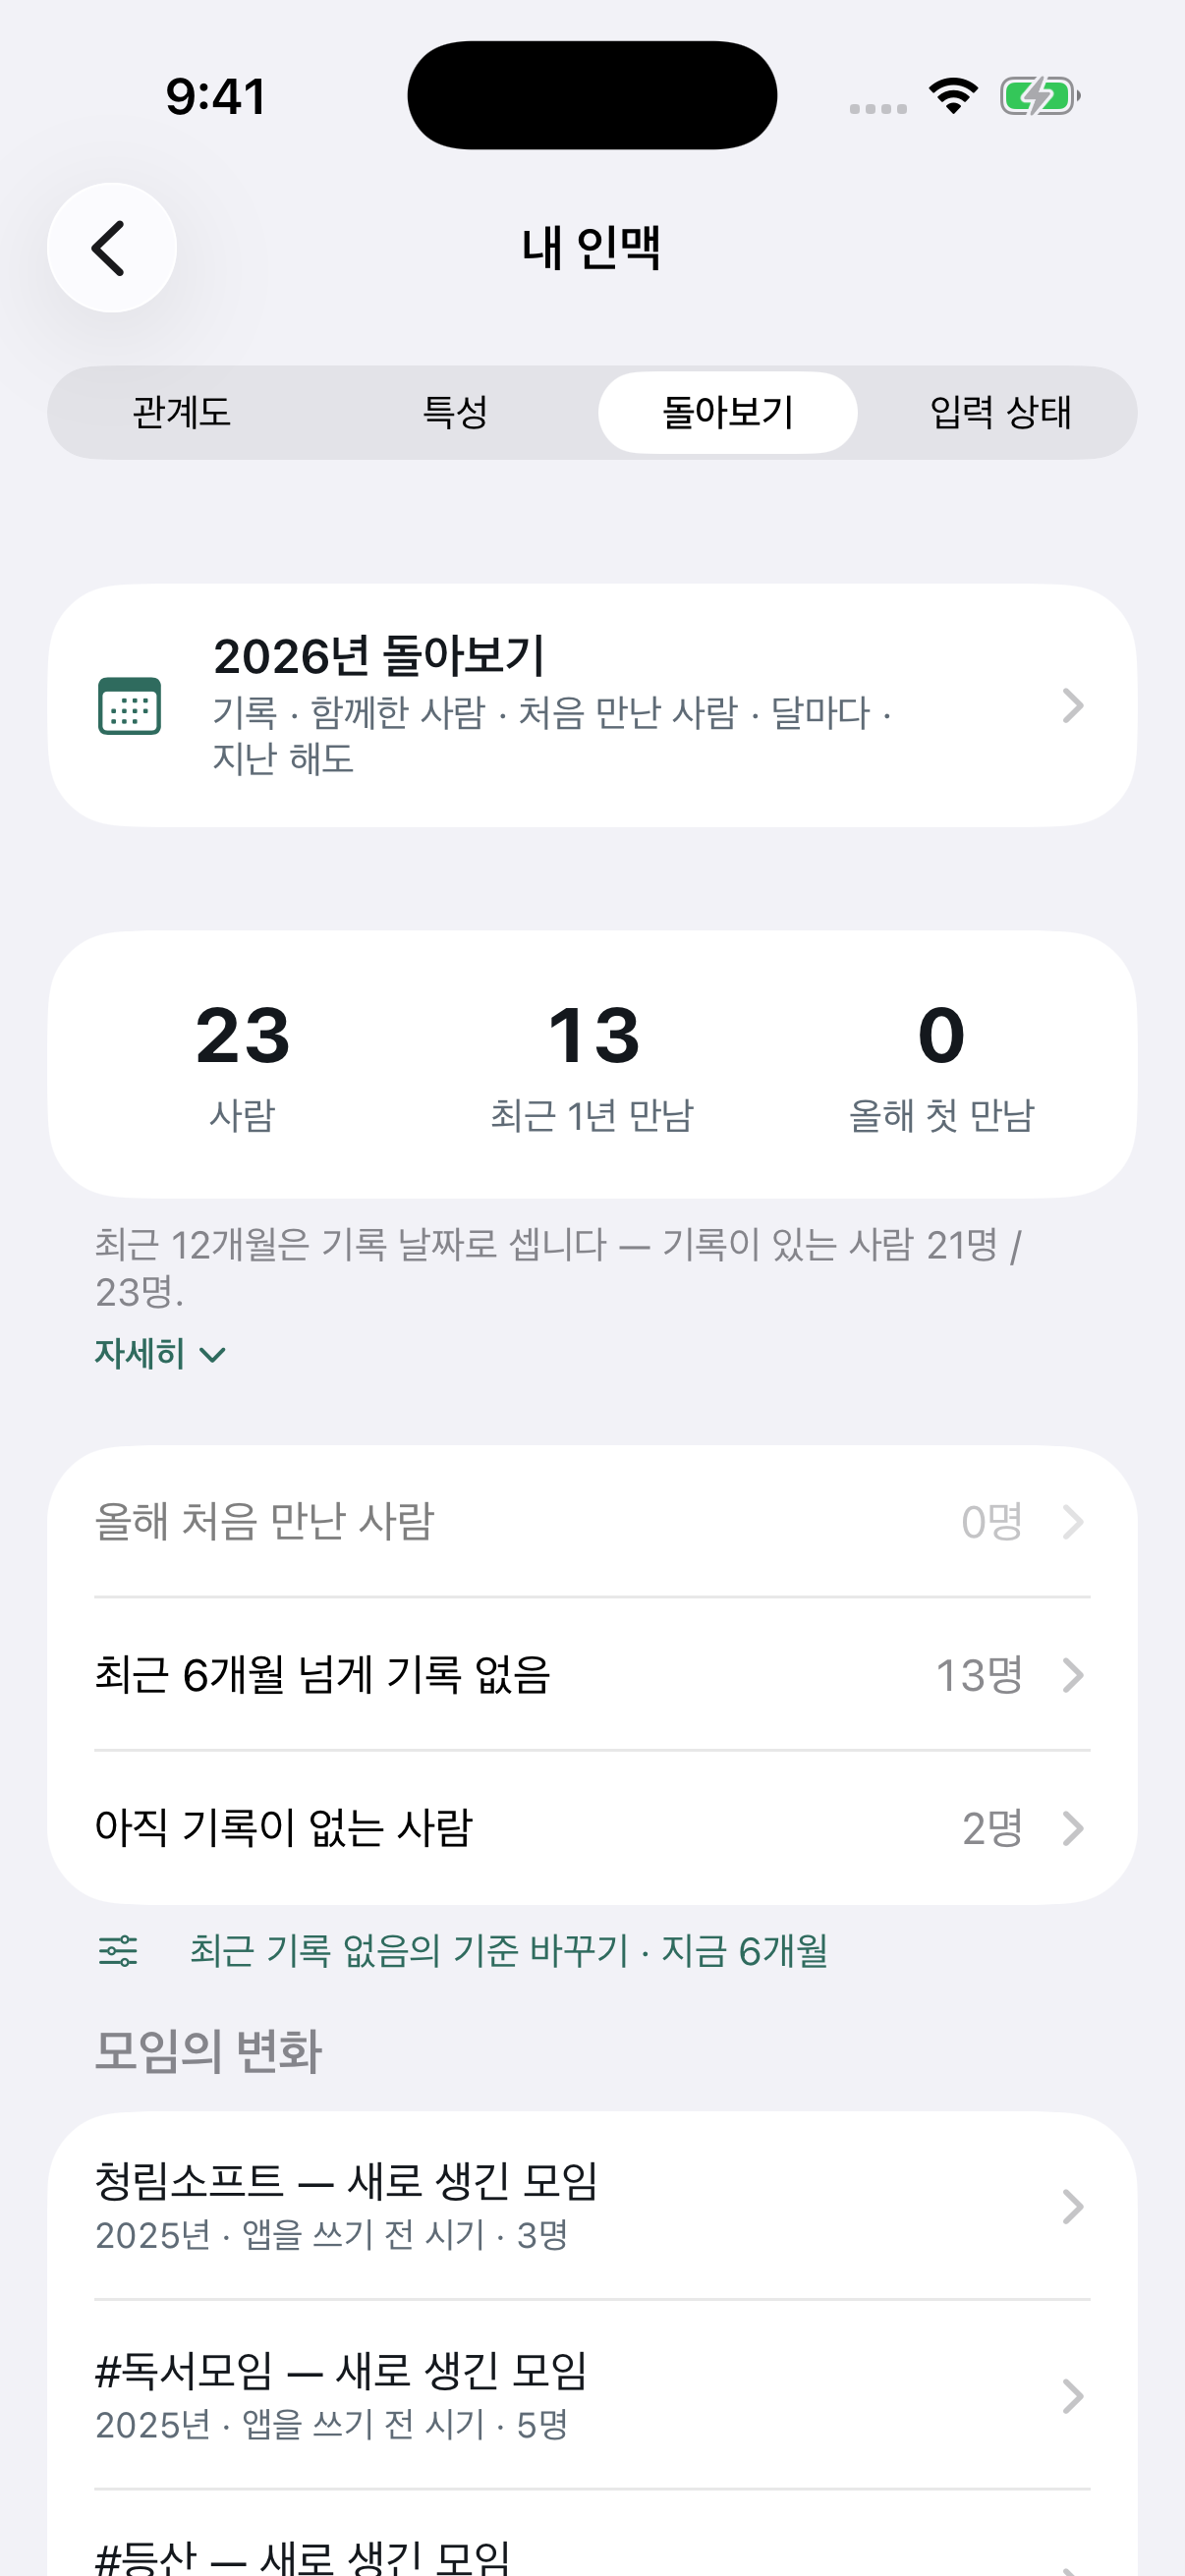 9:41
내 인맥
관계도
특성
돌아보기
입력 상태
2026년 돌아보기
기록 · 함께한 사람 · 처음 만난 사람 · 달마다 ·
지난 해도
23
13
0
사람
최근 1년 만남
올해 첫 만남
최근 12개월은 기록 날짜로 셉니다 — 기록이 있는 사람 21명 /
23명.
자세히
올해 처음 만난 사람
0명
최근 6개월 넘게 기록 없음
13명
아직 기록이 없는 사람
2명
최근 기록 없음의 기준 바꾸기 · 지금 6개월
모임의 변화
청림소프트 — 새로 생긴 모임
2025년 · 앱을 쓰기 전 시기 · 3명
#독서모임 — 새로 생긴 모임
2025년 · 앱을 쓰기 전 시기 · 5명
#등산 — 새로 생긴 모임